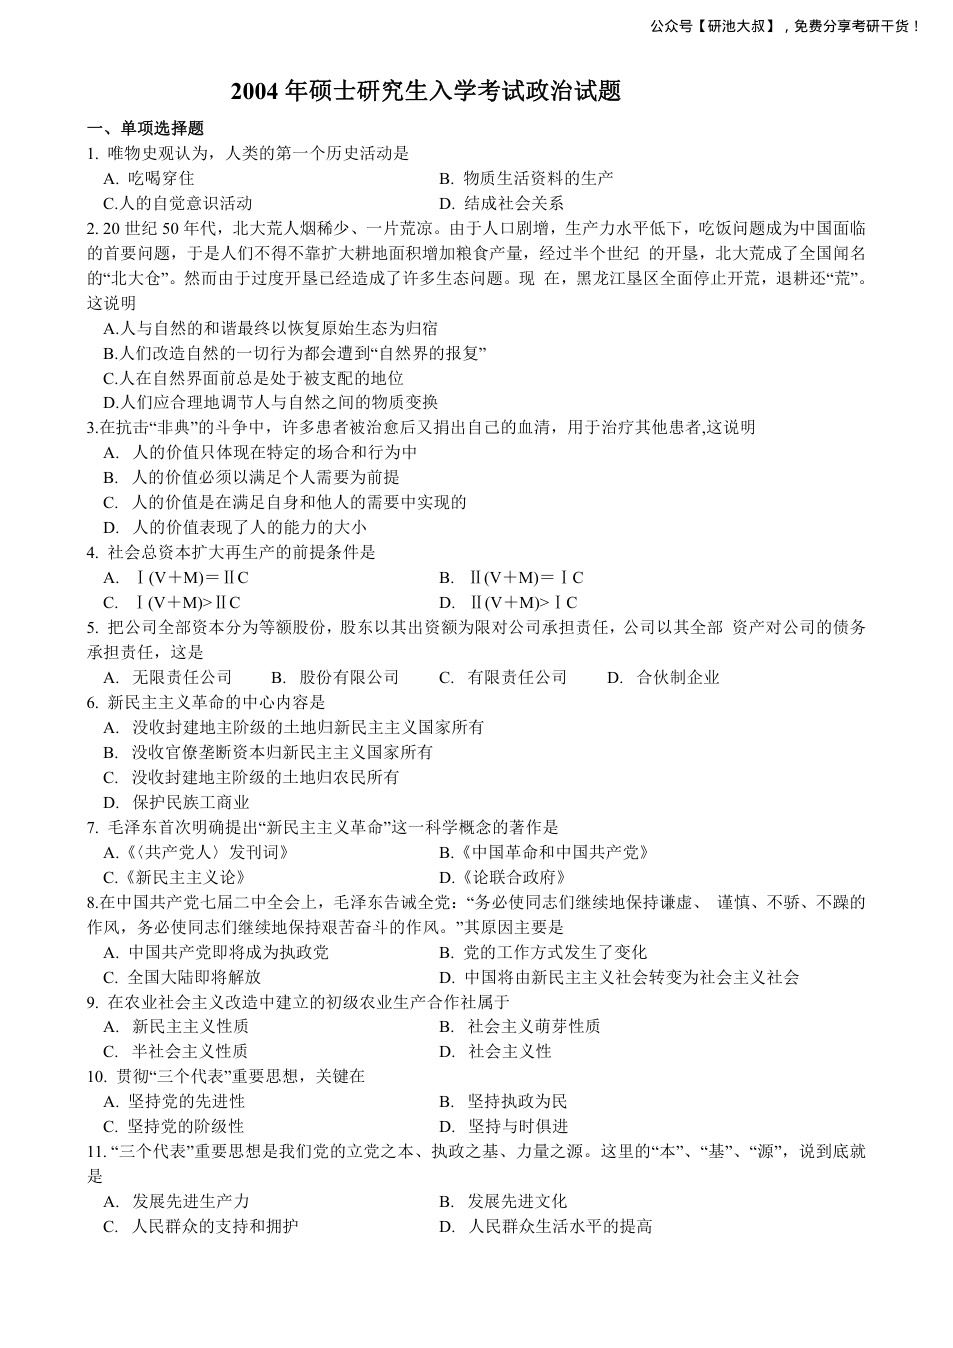 公众号【研池大叔】，免费分享考研干货！
2004 年硕士研究生入学考试政治试题
一、单项选择题
1. 唯物史观认为，人类的第一个历史活动是
A. 吃喝穿住 B. 物质生活资料的生产
C.人的自觉意识活动 D. 结成社会关系
2. 20 世纪 50 年代，北大荒人烟稀少、一片荒凉。由于人口剧增，生产力水平低下，吃饭问题成为中国面临
的首要问题，于是人们不得不靠扩大耕地面积增加粮食产量，经过半个世纪 的开垦，北大荒成了全国闻名
的“北大仓”。然而由于过度开垦已经造成了许多生态问题。现 在，黑龙江垦区全面停止开荒，退耕还“荒”。
这说明
A.人与自然的和谐最终以恢复原始生态为归宿
B.人们改造自然的一切行为都会遭到“自然界的报复”
C.人在自然界面前总是处于被支配的地位
D.人们应合理地调节人与自然之间的物质变换
3.在抗击“非典”的斗争中，许多患者被治愈后又捐出自己的血清，用于治疗其他患者,这说明
A. 人的价值只体现在特定的场合和行为中
B. 人的价值必须以满足个人需要为前提
C. 人的价值是在满足自身和他人的需要中实现的
D. 人的价值表现了人的能力的大小
4. 社会总资本扩大再生产的前提条件是
A. Ⅰ(V＋M)＝ⅡC B. Ⅱ(V＋M)＝ⅠC
C. Ⅰ(V＋M)>ⅡC D. Ⅱ(V＋M)>ⅠC
5. 把公司全部资本分为等额股份，股东以其出资额为限对公司承担责任，公司以其全部 资产对公司的债务
承担责任，这是
A. 无限责任公司 B. 股份有限公司 C. 有限责任公司 D. 合伙制企业
6. 新民主主义革命的中心内容是
A. 没收封建地主阶级的土地归新民主主义国家所有
B. 没收官僚垄断资本归新民主主义国家所有
C. 没收封建地主阶级的土地归农民所有
D. 保护民族工商业
7. 毛泽东首次明确提出“新民主主义革命”这一科学概念的著作是
A.《〈共产党人〉发刊词》 B.《中国革命和中国共产党》
C.《新民主主义论》 D.《论联合政府》
8.在中国共产党七届二中全会上，毛泽东告诫全党：“务必使同志们继续地保持谦虚、 谨慎、不骄、不躁的
作风，务必使同志们继续地保持艰苦奋斗的作风。”其原因主要是
A. 中国共产党即将成为执政党 B. 党的工作方式发生了变化
C. 全国大陆即将解放 D. 中国将由新民主主义社会转变为社会主义社会
9. 在农业社会主义改造中建立的初级农业生产合作社属于
A. 新民主主义性质 B. 社会主义萌芽性质
C. 半社会主义性质 D. 社会主义性
10. 贯彻“三个代表”重要思想，关键在
A. 坚持党的先进性 B. 坚持执政为民
C. 坚持党的阶级性 D. 坚持与时俱进
11. “三个代表”重要思想是我们党的立党之本、执政之基、力量之源。这里的“本”、“基”、“源”，说到底就
是
A. 发展先进生产力 B. 发展先进文化
C. 人民群众的支持和拥护 D. 人民群众生活水平的提高